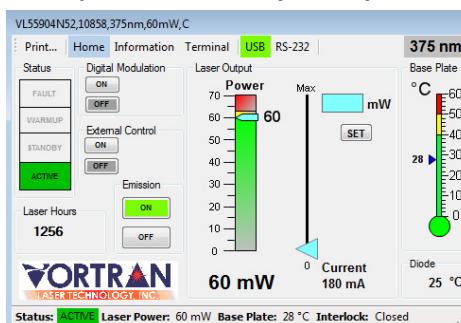 VL55904N52,10858,375nm,60mW,C
Print... Home Information Terminal USB RS-232
375 nm
Status
FAULT
WARMUP
STANDBY
ACTIVE
Laser Hours
1256
Digital Modulation
ON
OFF
External Control
ON
OFF
Emission
ON
OFF
VORTRAN
LASER TECHNOLOGY, INC.
Laser Output
Power
70
60
50
40
30
20
10
0
60
60 mW
Max
0
mW
SET
Current
180 mA
Base Plate
°C
60
50
40
30
20
10
0
28
Diode
25 °C
Status: ACTIVE Laser Power: 60 mW Base Plate: 28 °C Interlock: Closed